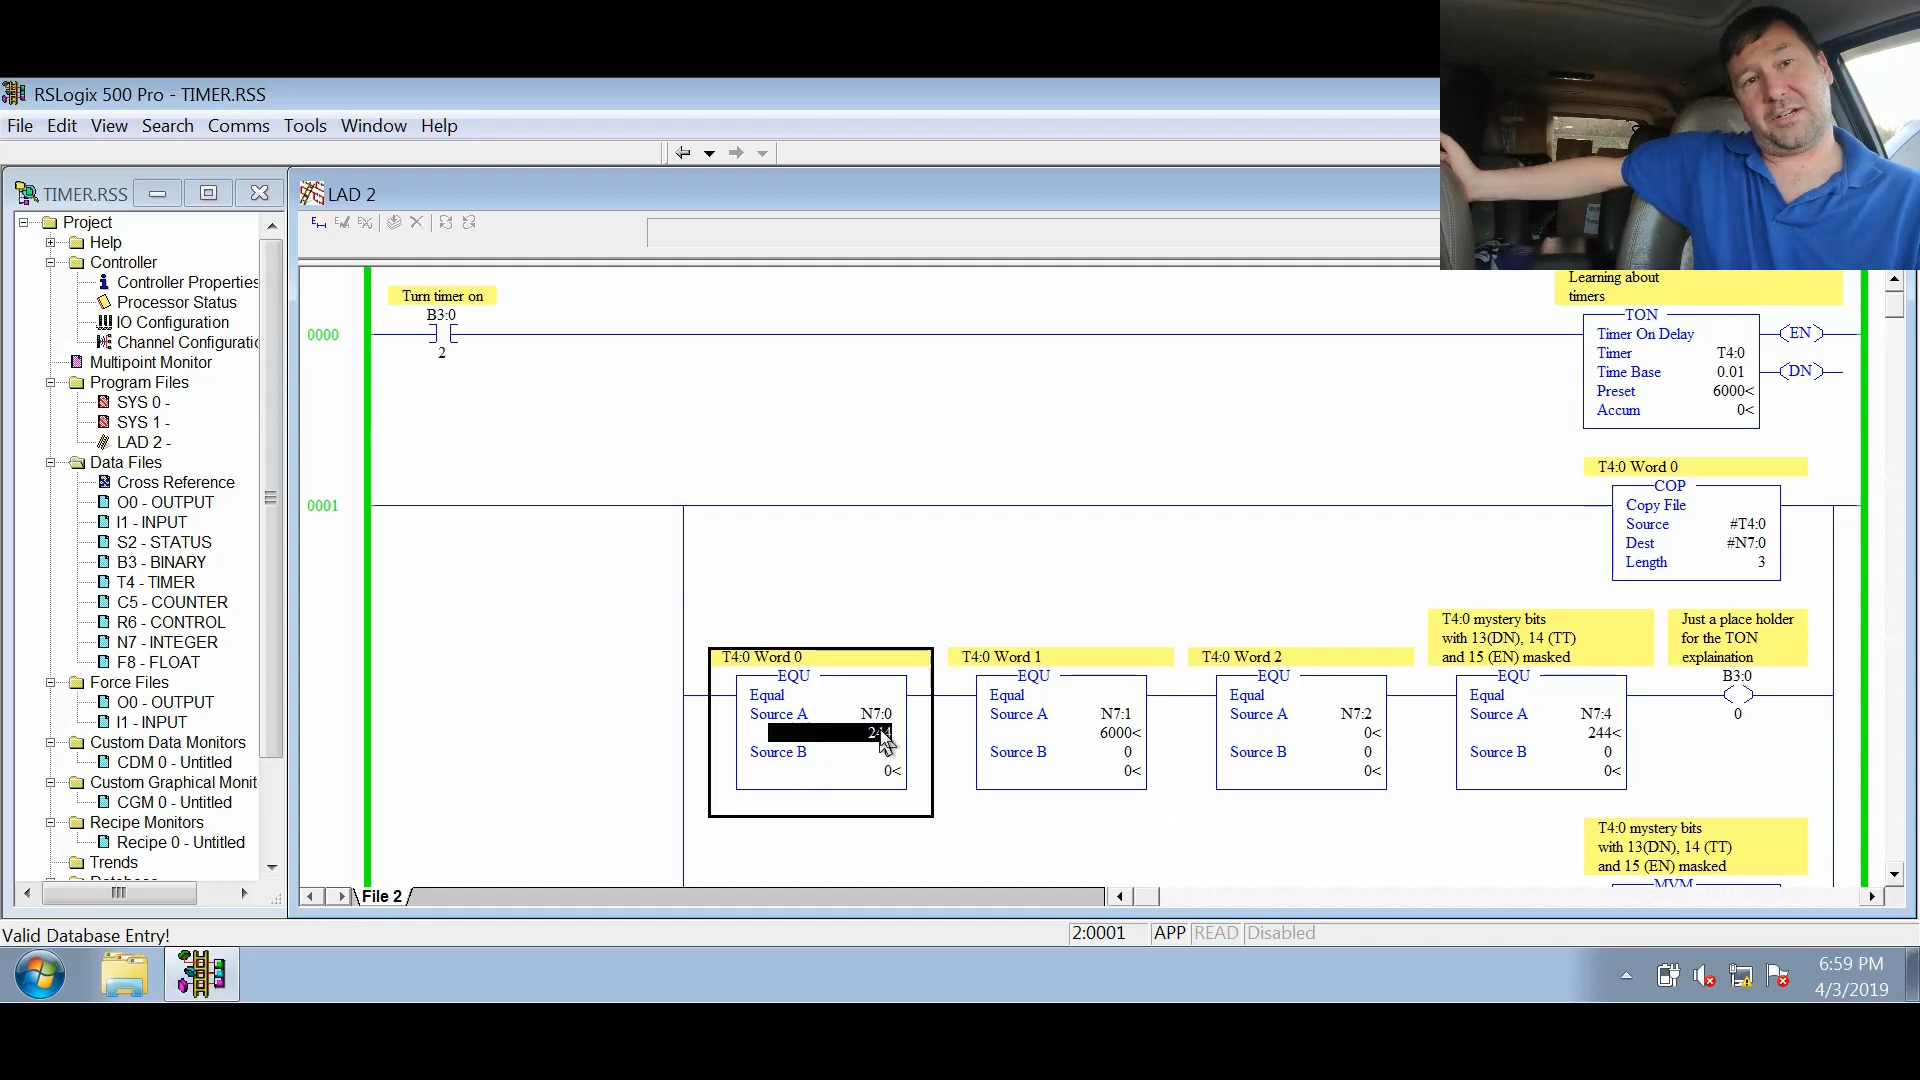 RSLogix 500 Pro - TIMER.RSS
File Edit View Search Comms Tools Window Help
TIMER.RSS
Project
Help
Controller
Controller Properties
Processor Status
IO Configuration
Channel Configuratio
Multipoint Monitor
Program Files
SYS 0 -
SYS 1 -
LAD 2 -
Data Files
Cross Reference
O0 - OUTPUT
I1 - INPUT
S2 - STATUS
B3 - BINARY
T4 - TIMER
C5 - COUNTER
R6 - CONTROL
N7 - INTEGER
F8 - FLOAT
Force Files
O0 - OUTPUT
I1 - INPUT
Custom Data Monitors
CDM 0 - Untitled
Custom Graphical Monit
CGM 0 - Untitled
Recipe Monitors
Recipe 0 - Untitled
Trends
LAD 2
Turn timer on
B3:0
2
0000
Learning about
timers
TON
Timer On Delay
Timer T4:0
Time Base 0.01
Preset 6000<
Accum 0<
EN
DN
0001
T4:0 Word 0
COP
Copy File
Source #T4:0
Dest #N7:0
Length 3
T4:0 Word 0
EQU
Equal
Source A N7:0
244
Source B
0<
T4:0 Word 1
EQU
Equal
Source A N7:1
6000<
Source B 0
0<
T4:0 Word 2
EQU
Equal
Source A N7:2
0<
Source B 0
0<
T4:0 mystery bits
with 13(DN), 14 (TT)
and 15 (EN) masked
EQU
Equal
Source A N7:4
244<
Source B 0
0<
Just a place holder
for the TON
explaination
B3:0
0
T4:0 mystery bits
with 13(DN), 14 (TT)
and 15 (EN) masked
MVM
File 2
Valid Database Entry!
2:0001 APP READ Disabled
6:59 PM
4/3/2019